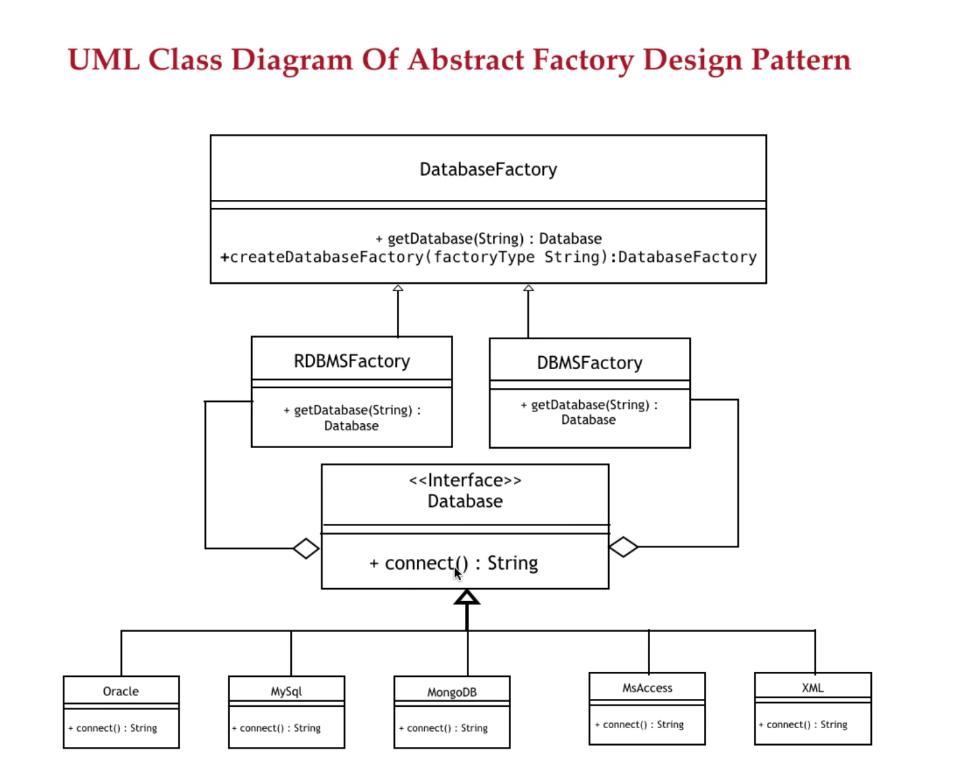 UML Class Diagram Of Abstract Factory Design Pattern
DatabaseFactory
+ getDatabase(String) : Database
+createDatabaseFactory(factoryType String):DatabaseFactory
RDBMSFactory
+ getDatabase(String) :
Database
DBMSFactory
+ getDatabase(String) :
Database
<<Interface>>
Database
+ connect() : String
Oracle
+ connect() : String
MySql
+ connect() : String
MongoDB
+ connect() : String
MsAccess
+ connect() : String
XML
+ connect() : String